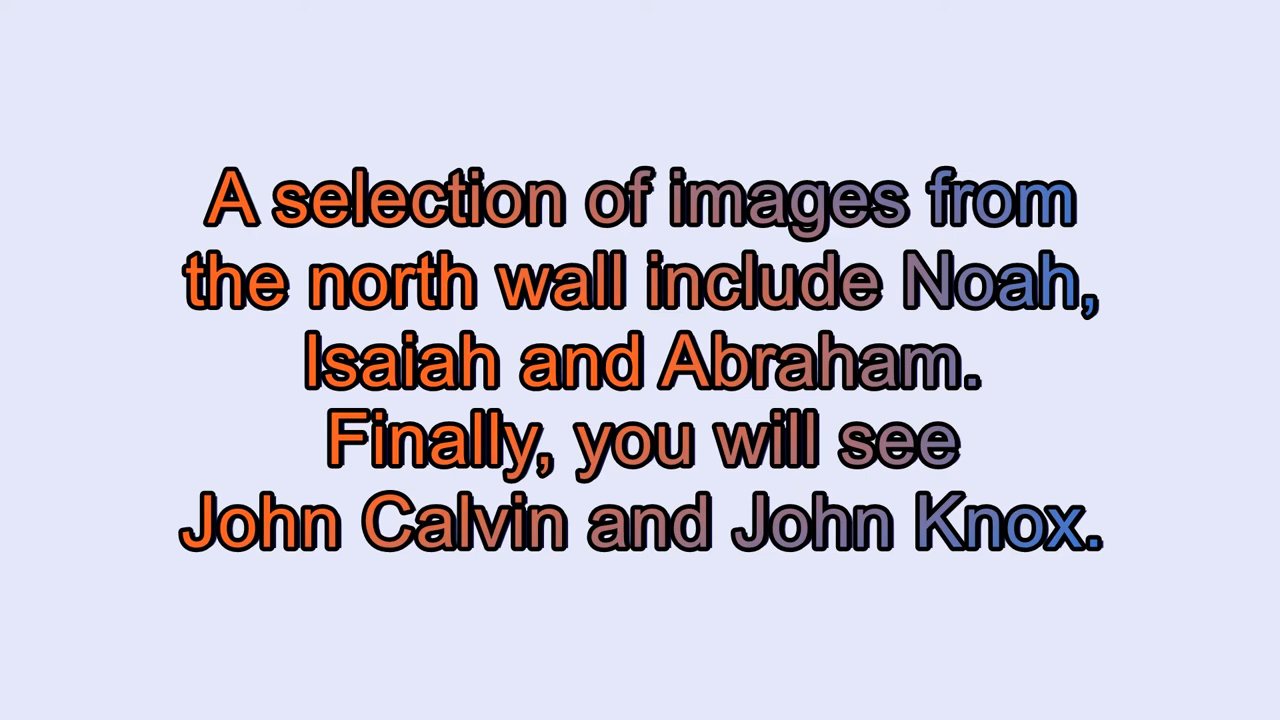 A selection of images from
the north wall include Noah,
Isaiah and Abraham.
Finally, you will see
John Calvin and John Knox.